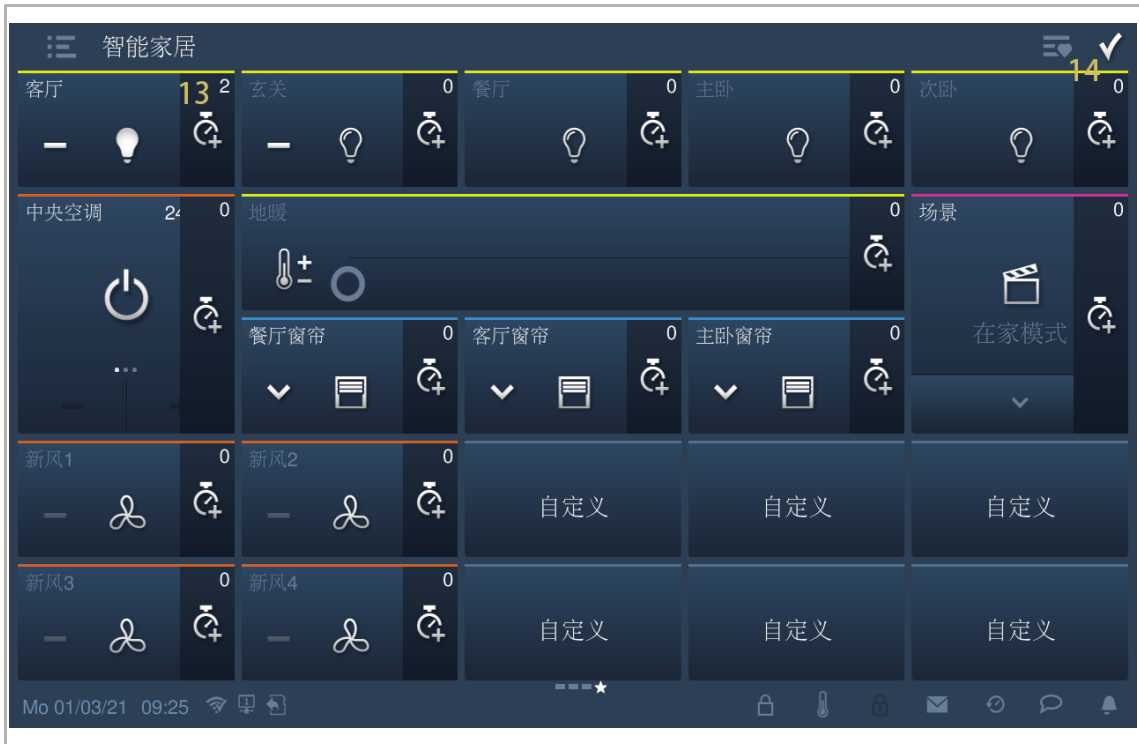 智能家居
14
客厅 13 2
玄关 0
餐厅 0
主卧 0
次卧 0
中央空调 24 0
地暖 0
场景 0
在家模式
餐厅窗帘 0
客厅窗帘 0
主卧窗帘 0
新风1 0
新风2 0
自定义
自定义
自定义
新风3 0
新风4 0
自定义
自定义
自定义
Mo 01/03/21 09:25 1